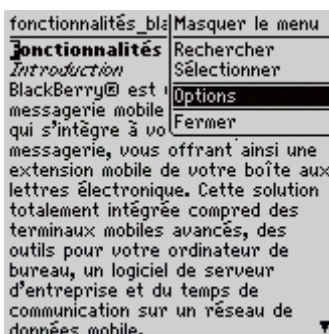 fonctionnalités_bla
Masquer le menu
Rechercher
Sélectionner
Options
Fermer
Fonctionnalités
Introduction
BlackBerry® est
messagerie mobile
qui s'intègre à vo
messagerie, vous offrant ainsi une
extension mobile de votre boîte aux
lettres électronique. Cette solution
totalement intégrée compred des
terminaux mobiles avancés, des
outils pour votre ordinateur de
bureau, un logiciel de serveur
d'entreprise et du temps de
communication sur un réseau de
données mobile.